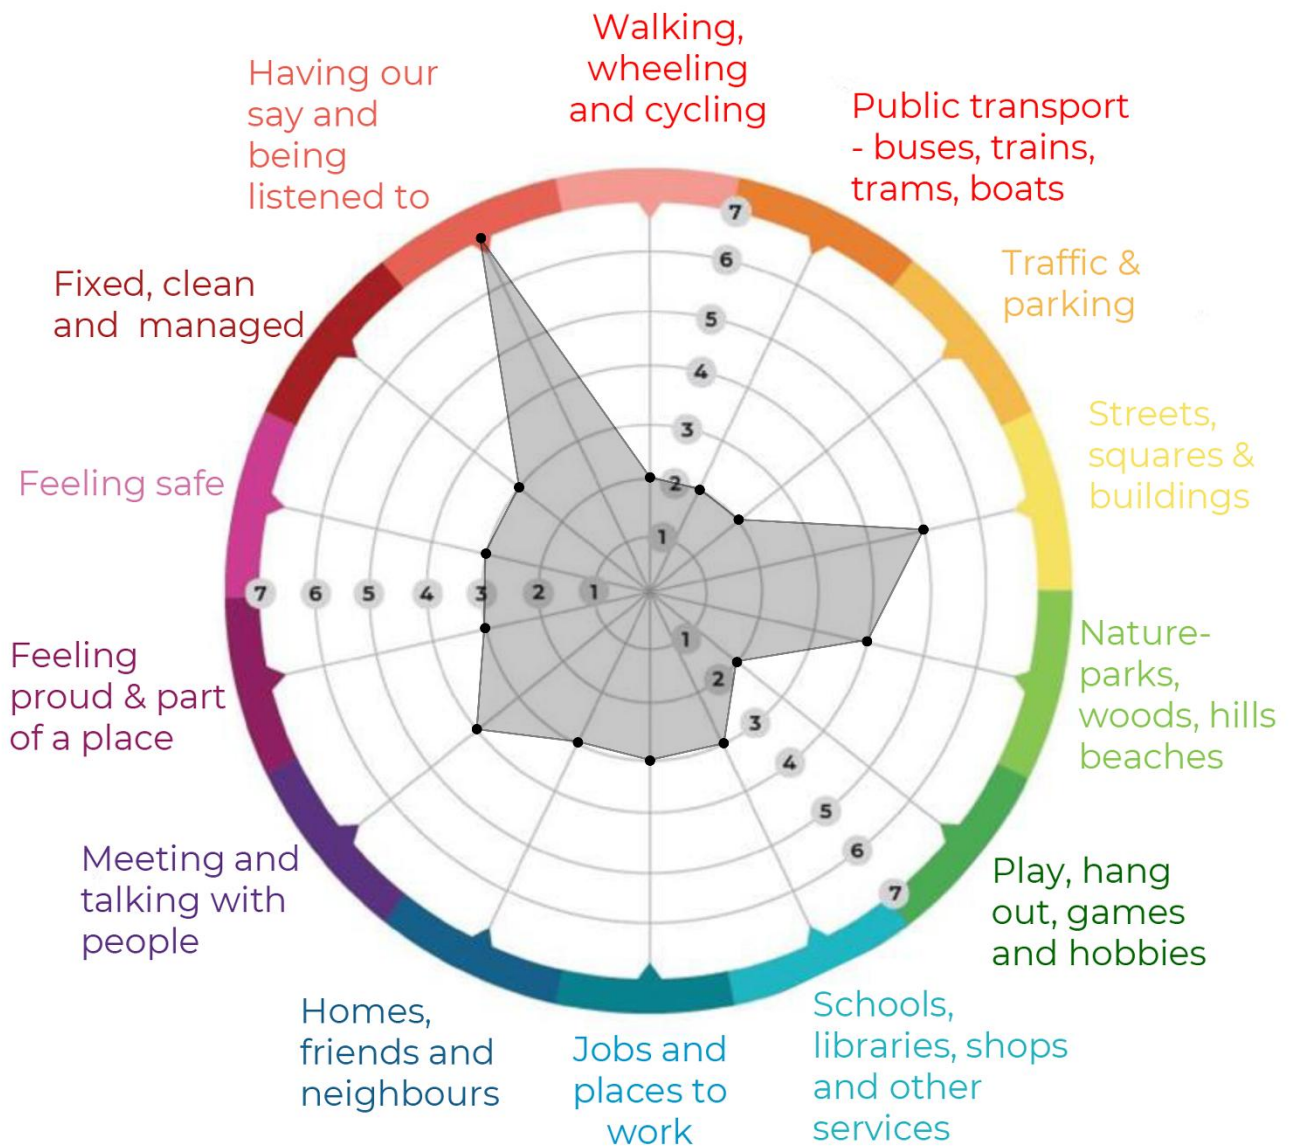 Walking,
wheeling
and cycling
Public transport
- buses, trains,
trams, boats
Traffic &
parking
Streets,
squares &
buildings
Nature-
parks,
woods, hills
beaches
Play, hang
out, games
and hobbies
Schools,
libraries, shops
and other
services
Jobs and
places to
work
Homes,
friends and
neighbours
Meeting and
talking with
people
Feeling
proud & part
of a place
Feeling safe
Fixed, clean
and managed
Having our
say and
being
listened to
7
6
5
4
3
2
1
7 6 5 4 3 2 1
1
2
3
4
5
6
7